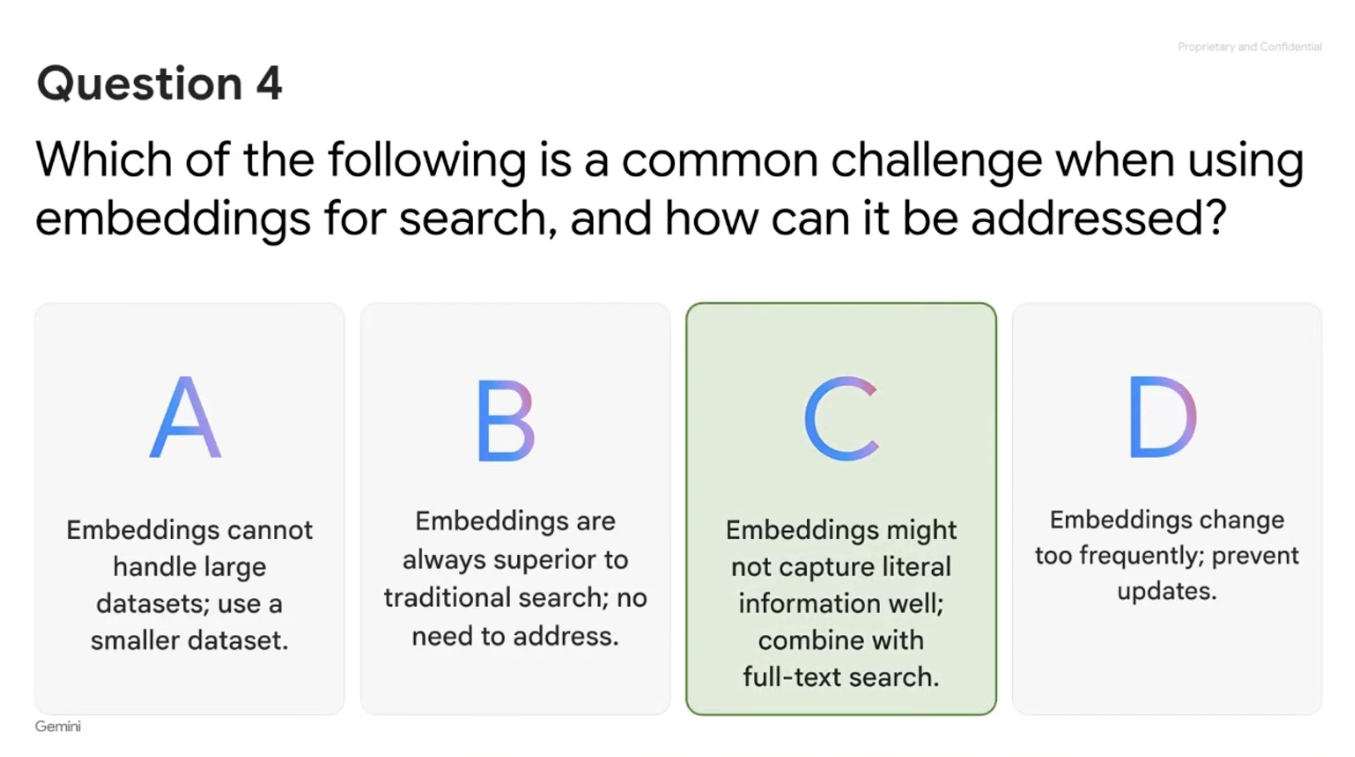 Proprietary and Confidential
Question 4
Which of the following is a common challenge when using
embeddings for search, and how can it be addressed?
A
Embeddings cannot
handle large
datasets; use a
smaller dataset.
B
Embeddings are
always superior to
traditional search; no
need to address.
C
Embeddings might
not capture literal
information well;
combine with
full-text search.
D
Embeddings change
too frequently; prevent
updates.
Gemini